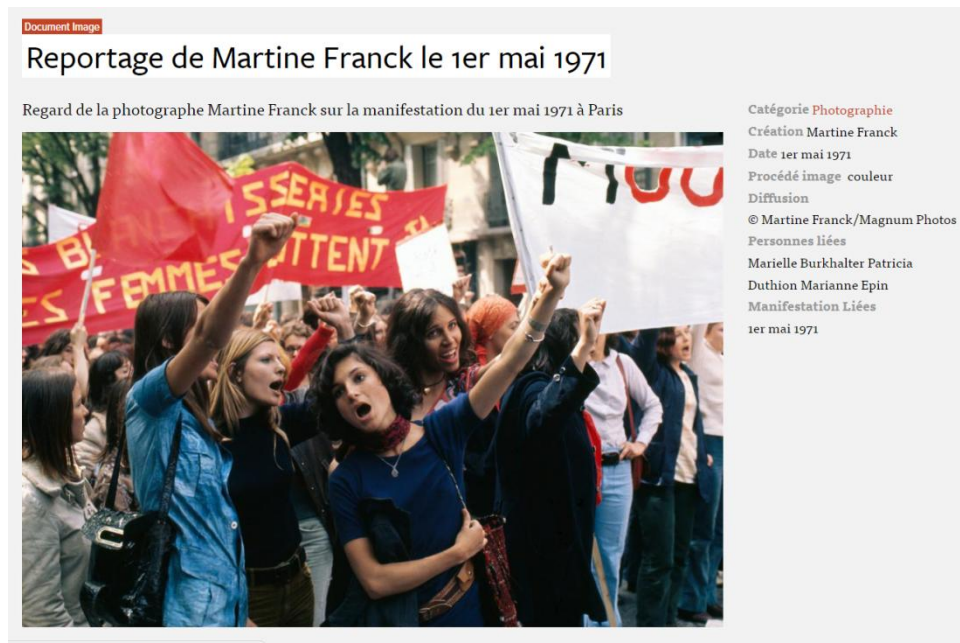 Document Image
Reportage de Martine Franck le 1er mai 1971
Regard de la photographe Martine Franck sur la manifestation du 1er mai 1971 à Paris
Catégorie Photographie
Création Martine Franck
Date 1er mai 1971
Procédé image couleur
Diffusion
© Martine Franck/Magnum Photos
Personnes liées
Marielle Burkhalter Patricia
Duthion Marianne Epin
Manifestation Liées
1er mai 1971
SSERIES
S FEMMES TTENT